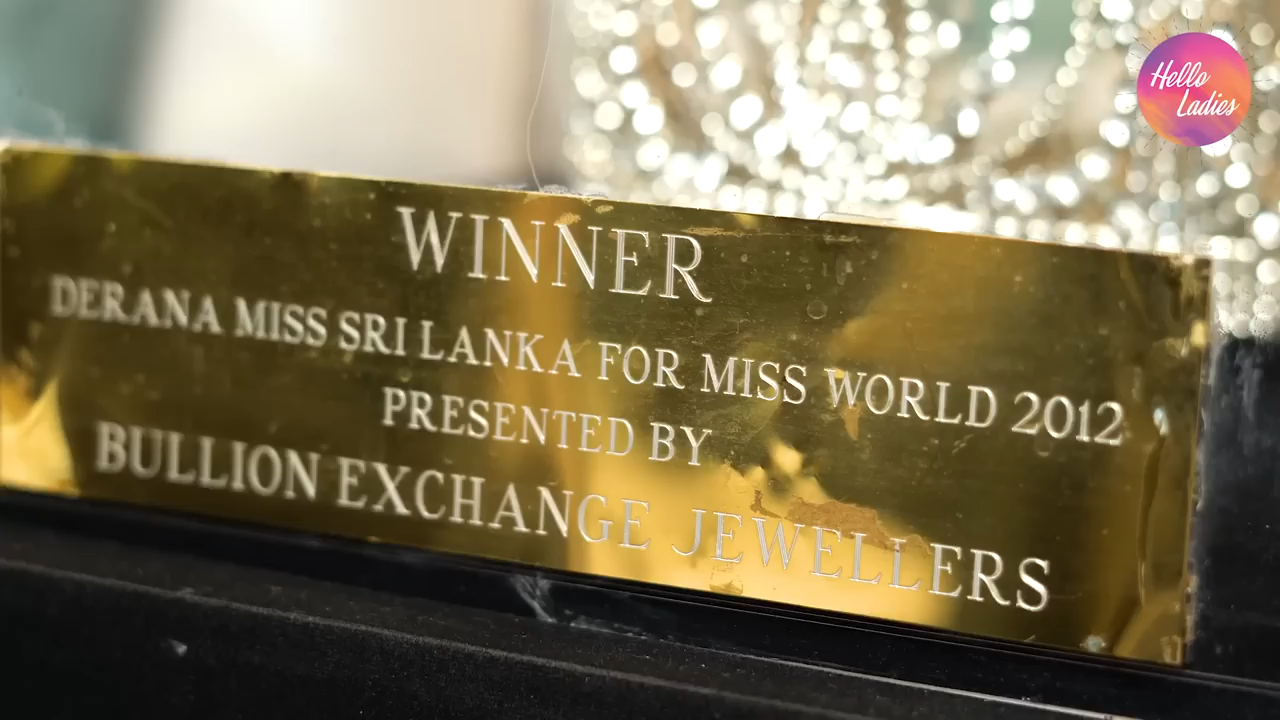 Hello
Ladies
WINNER
DERANA MISS SRI LANKA FOR MISS WORLD 2012
PRESENTED BY
BULLION EXCHANGE JEWELLERS